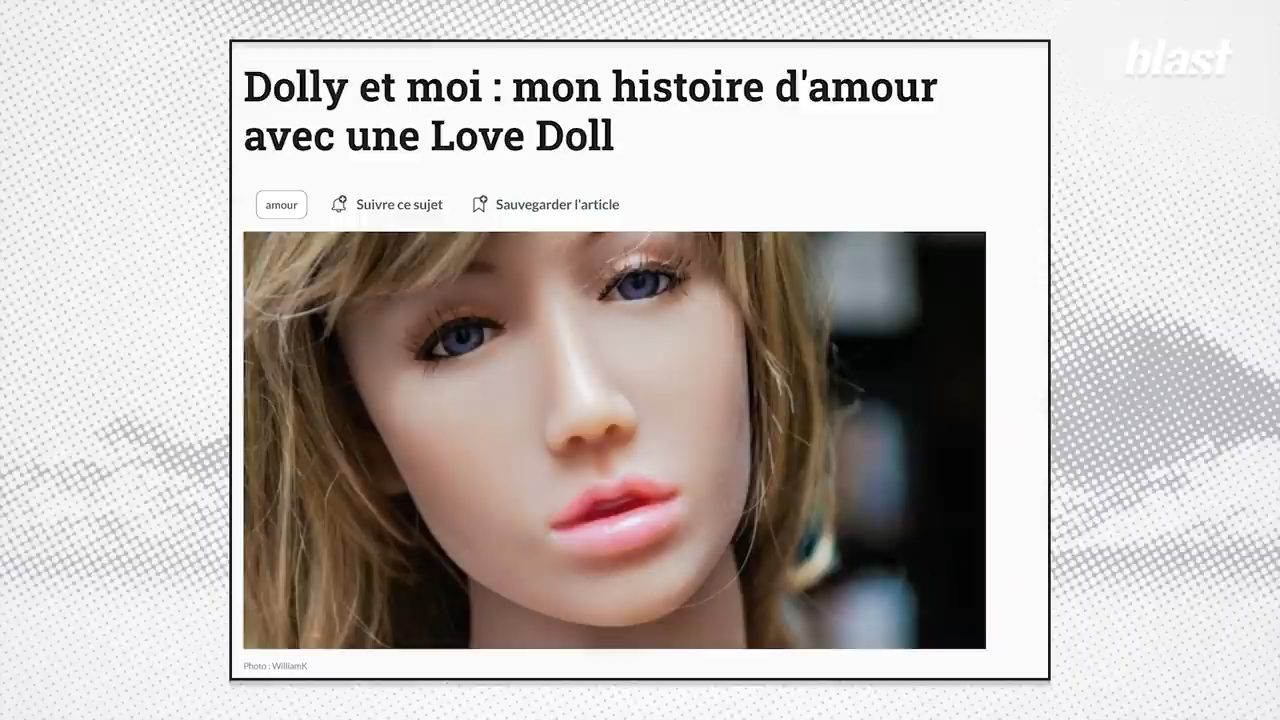 blast
Dolly et moi : mon histoire d'amour
avec une Love Doll
amour
Suivre ce sujet
Sauvegarder l'article
Photo : WilliamK